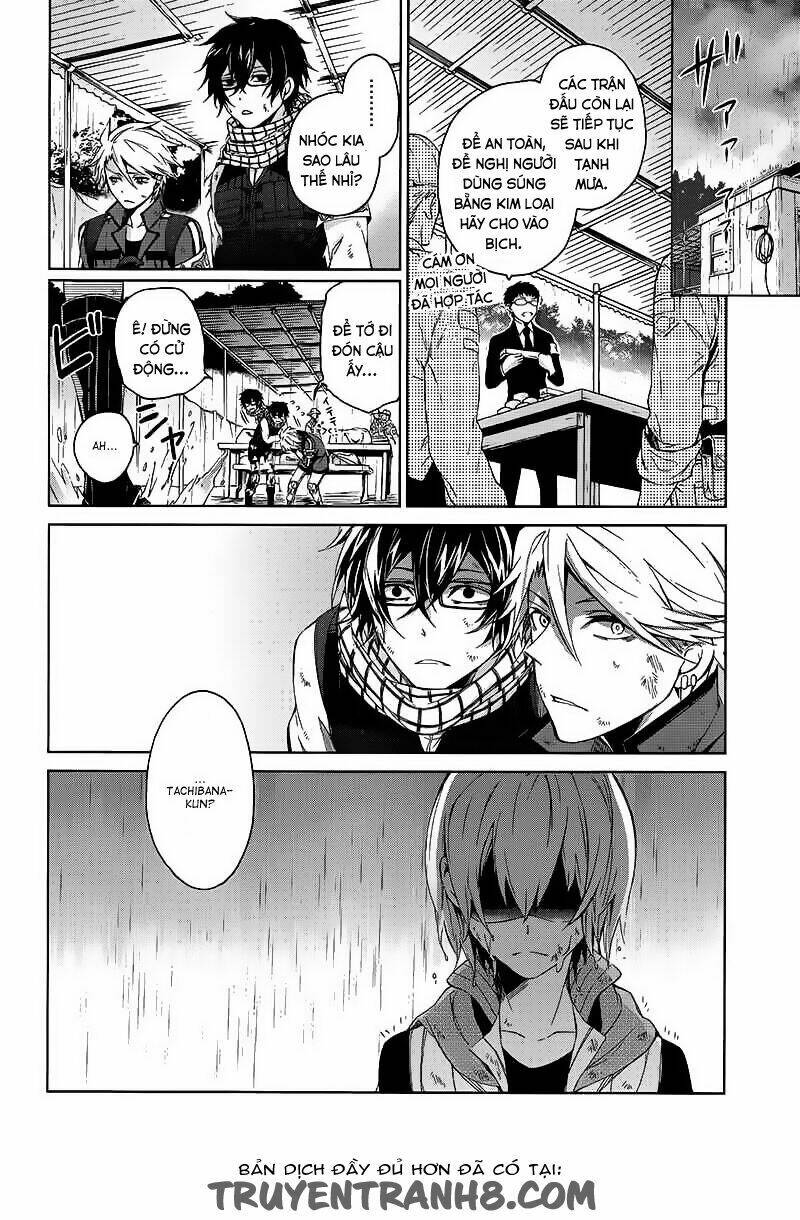 CÁC TRẬN
ĐẤU CÒN LẠI
SẼ TIẾP TỤC
SAU KHI
TẠNH
MƯA.
ĐỂ AN TOÀN,
ĐỀ NGHỊ NGƯỜI
DÙNG SÚNG
BẰNG KIM LOẠI
HÃY CHO VÀO
BỊCH.
CẢM ƠN
MỌI NGƯỜI
ĐÃ HỢP TÁC
.........
NHÓC KIA
SAO LÂU
THẾ NHỈ?
ĐỂ TỚ ĐI
ĐÓN CẬU
ẤY...
Ê! ĐỪNG
CÓ CỬ
ĐỘNG...
AH...
...
TACHIBANA-
KUN?
BẢN DỊCH ĐẦY ĐỦ HƠN ĐÃ CÓ TẠI:
TRUYENTRANH8.COM